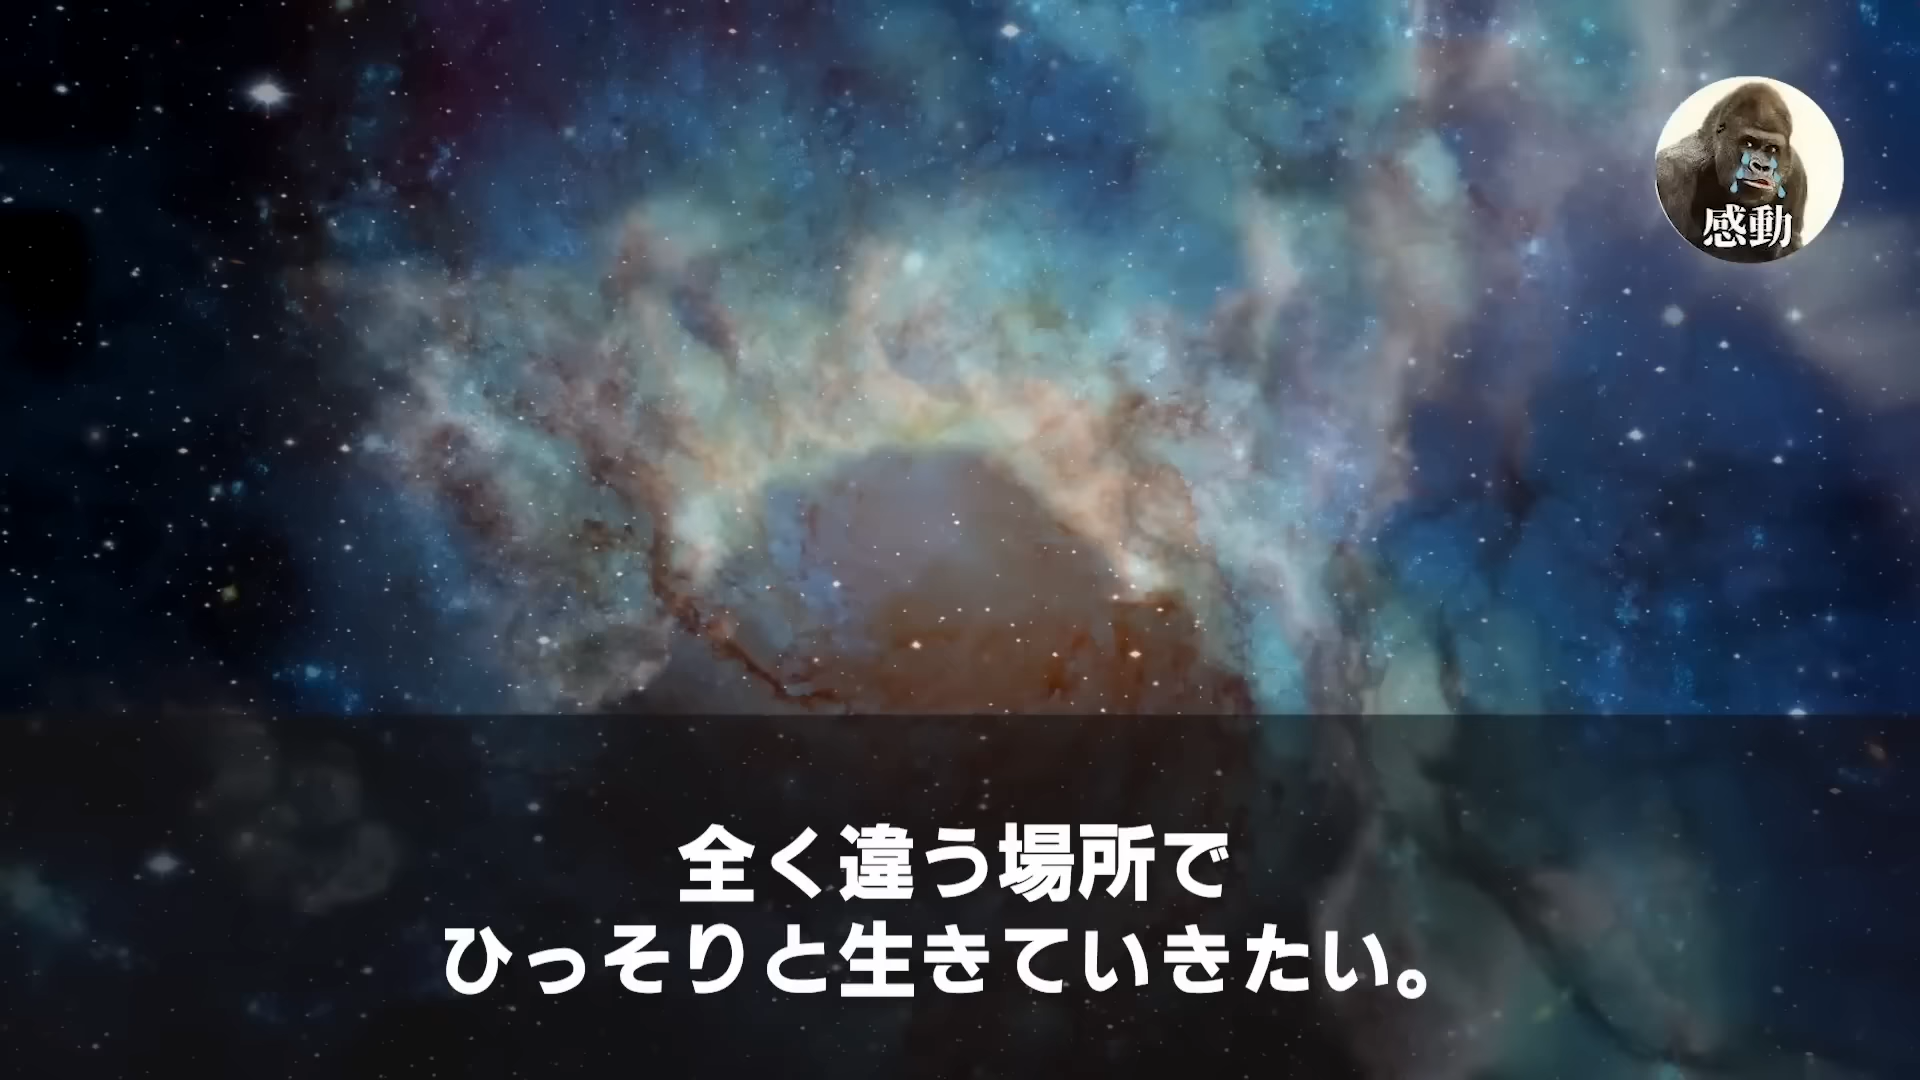 感動
全く違う場所で
ひっそりと生きていきたい。